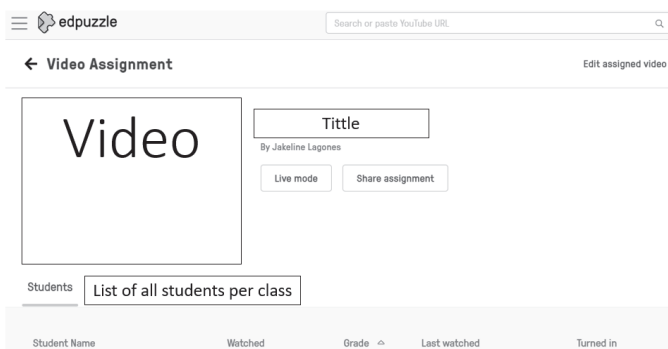 edpuzzle
Search or paste YouTube URL
Video Assignment
Edit assigned video
Video
Tittle
By Jakeline Lagones
Live mode
Share assignment
Students
List of all students per class
Student Name Watched Grade Last watched Turned in